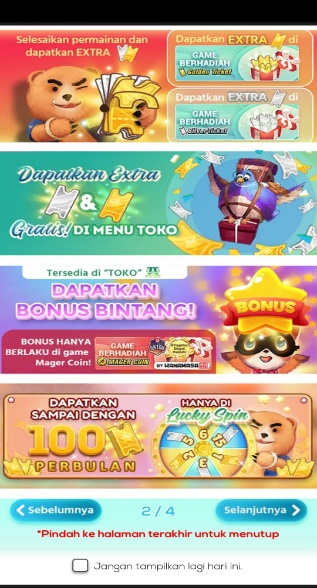 Selesaikan permainan dan
dapatkan EXTRA
Dapatkan EXTRA di
GAME
BERHADIAH
Golden Ticket
Dapatkan EXTRA di
GAME
BERHADIAH
Silver Ticket
Dapatkan Extra
&
Gratis! DI MENU TOKO
Tersedia di "TOKO"
DAPATKAN
BONUS BINTANG!
BONUS
BONUS HANYA
BERLAKU di game
Mager Coin!
GAME
BERHADIAH
MAGER COIN
BY HAHAMASA
DAPATKAN
SAMPAI DENGAN
100
PERBULAN
HANYA DI
Lucky Spin
Sebelumnya
2 / 4
Selanjutnya
*Pindah ke halaman terakhir untuk menutup
Jangan tampilkan lagi hari ini.